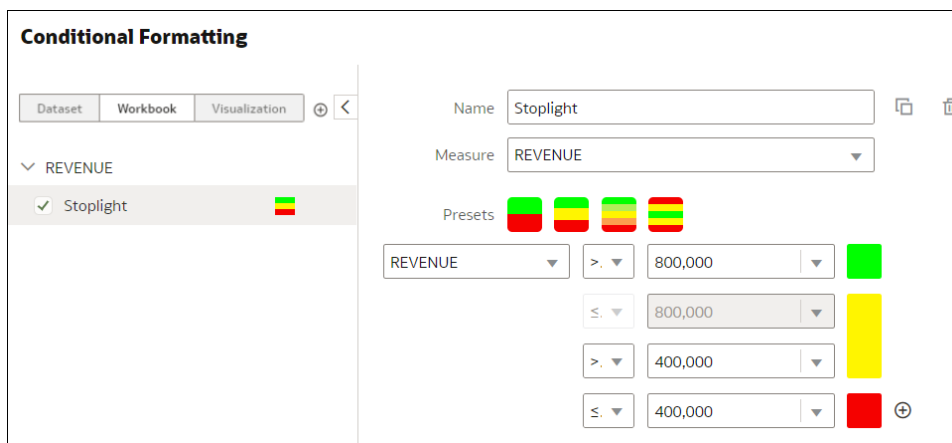 Conditional Formatting
Dataset Workbook Visualization
REVENUE
Stoplight
Name Stoplight
Measure REVENUE
Presets
REVENUE >. 800,000
≤. 800,000
>. 400,000
≤. 400,000